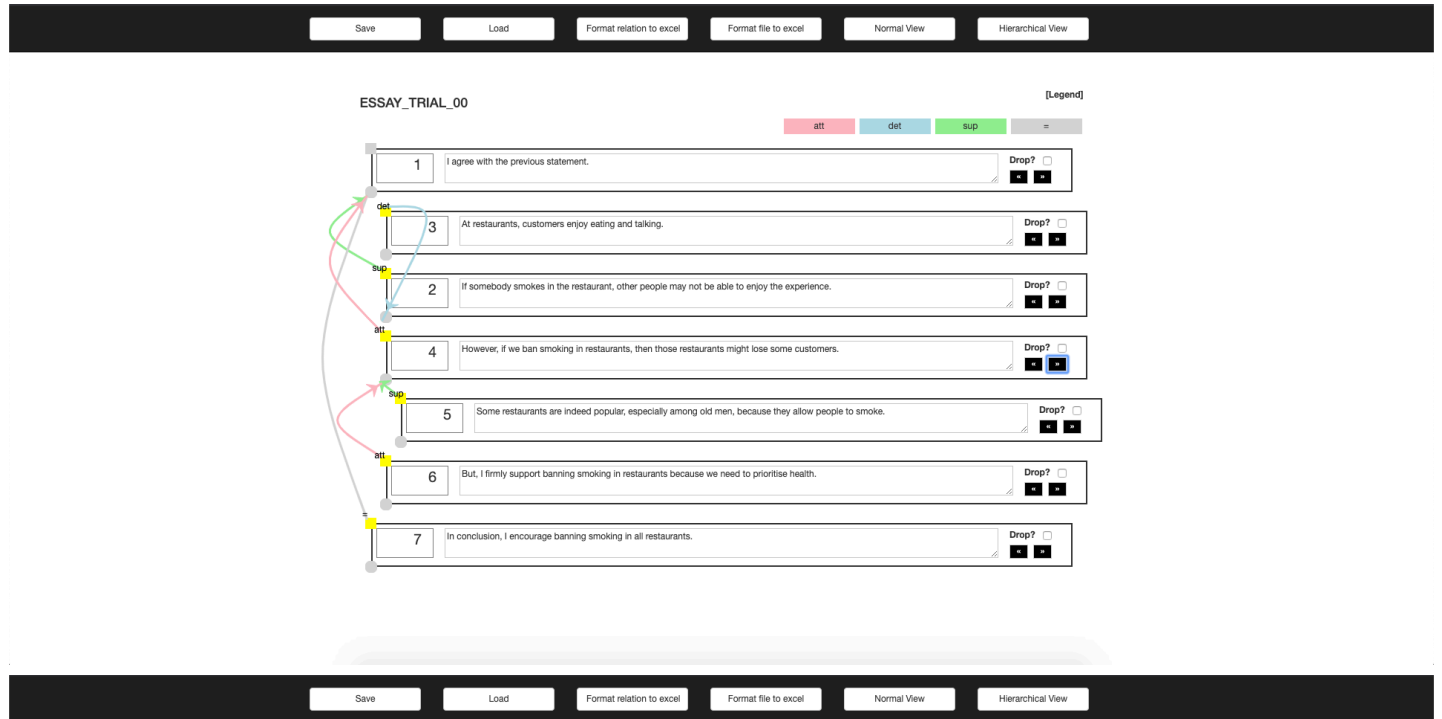 Save Load Format relation to excel Format file to excel Normal View Hierarchical View
ESSAY_TRIAL_00
[Legend]
att det sup =
1 I agree with the previous statement. Drop?
« »
det
3 At restaurants, customers enjoy eating and talking. Drop?
« »
sup
2 If somebody smokes in the restaurant, other people may not be able to enjoy the experience. Drop?
« »
att
4 However, if we ban smoking in restaurants, then those restaurants might lose some customers. Drop?
« »
sup
5 Some restaurants are indeed popular, especially among old men, because they allow people to smoke. Drop?
« »
att
6 But, I firmly support banning smoking in restaurants because we need to prioritise health. Drop?
« »
=
7 In conclusion, I encourage banning smoking in all restaurants. Drop?
« »
Save Load Format relation to excel Format file to excel Normal View Hierarchical View